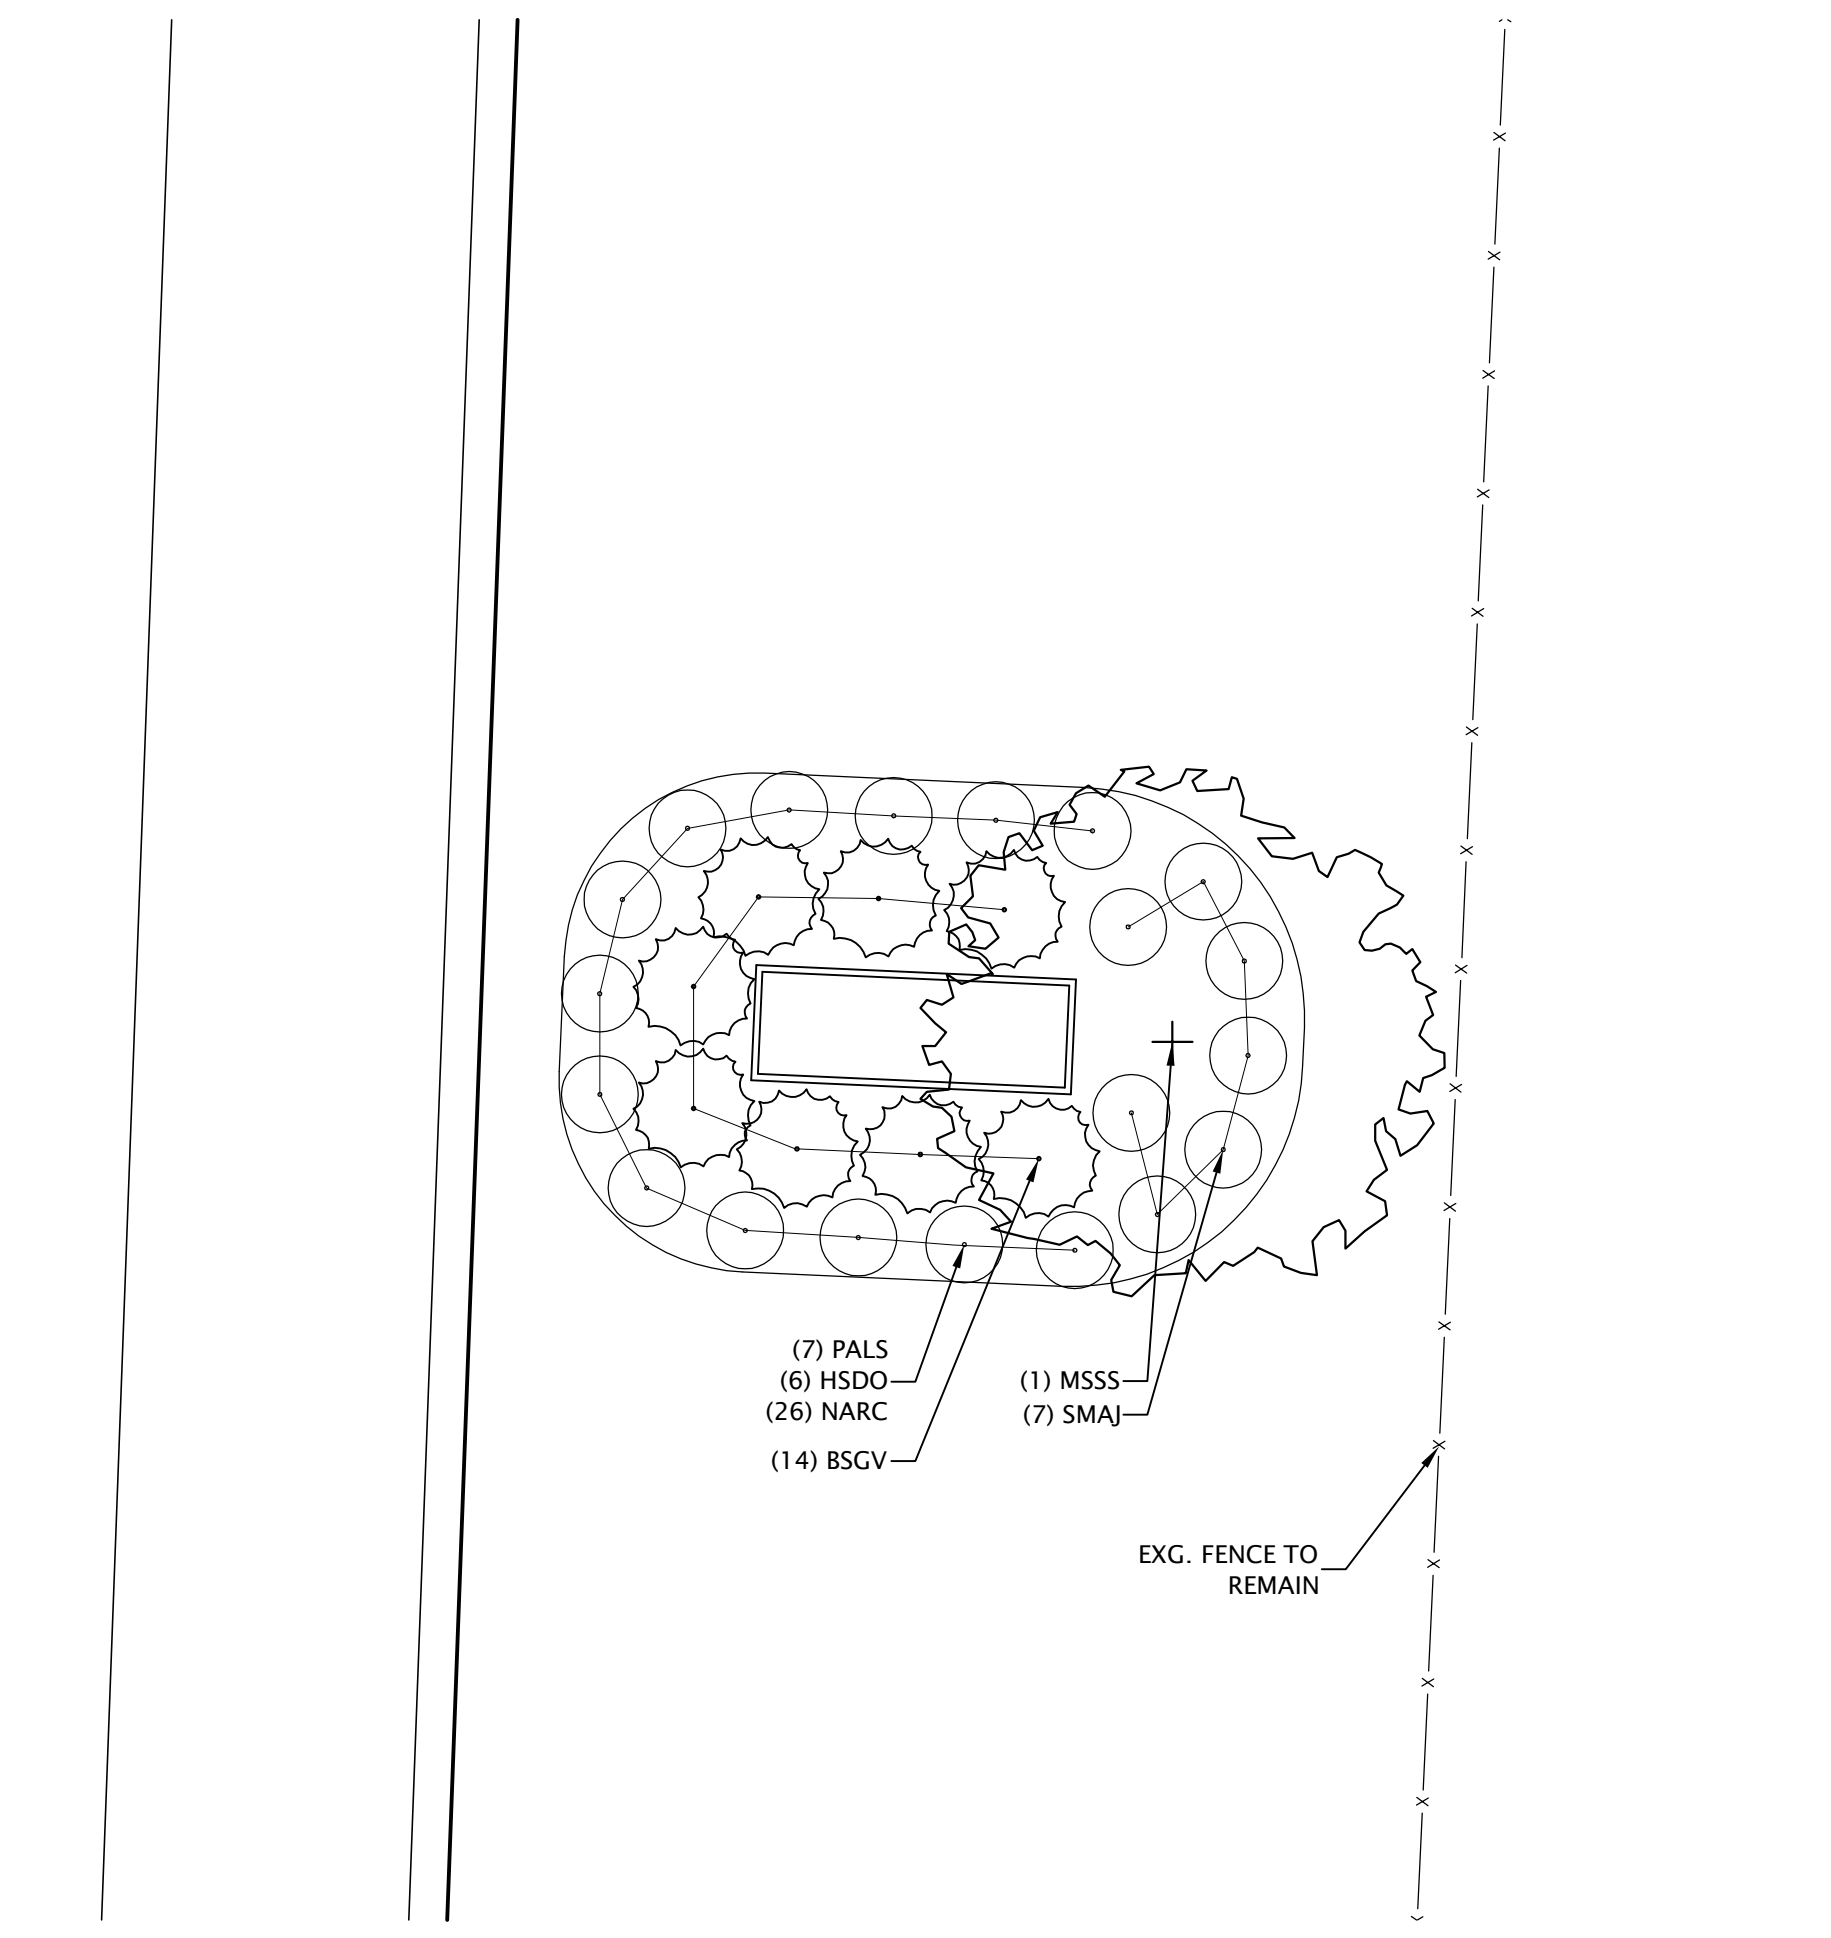 (7) PALS
(6) HSDO
(26) NARC
(14) BSGV
(1) MSSS
(7) SMAJ
EXG. FENCE TO
REMAIN